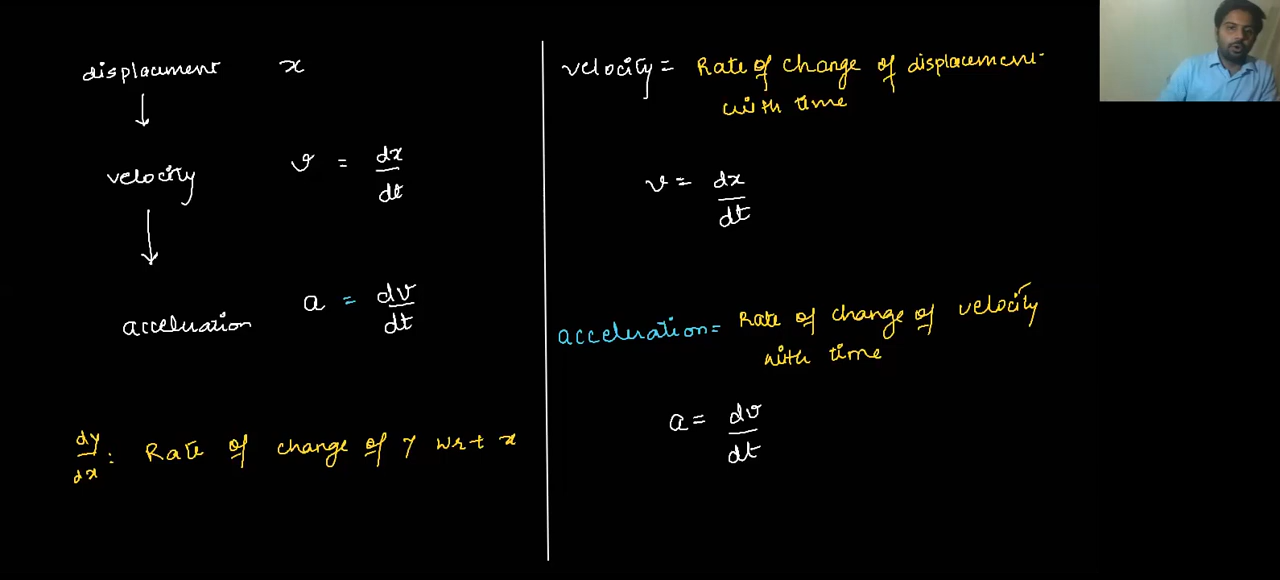 displacement x
velocity v = dx/dt
acceleration a = dv/dt
dy/dx : Rate of change of y wrt x
velocity = Rate of change of displacement
with time
v = dx/dt
acceleration = Rate of change of velocity
with time
a = dv/dt